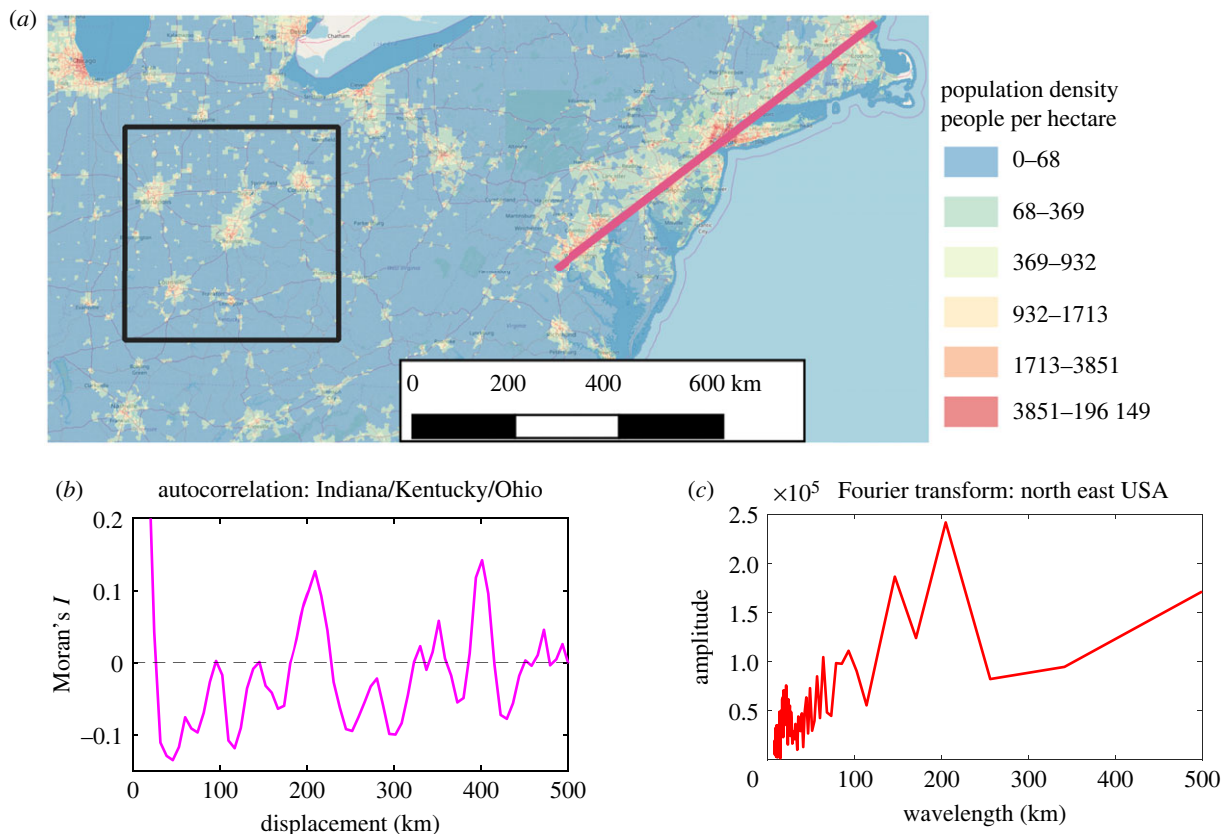 (a)
Chicago
population density
people per hectare
0–68
68–369
369–932
932–1713
1713–3851
3851–196 149
0 200 400 600 km
(b) autocorrelation: Indiana/Kentucky/Ohio
0.2
0.1
0
–0.1
Moran's I
0 100 200 300 400 500
displacement (km)
(c) ×10⁵ Fourier transform: north east USA
2.5
2.0
1.5
1.0
0.5
amplitude
0 100 200 300 400 500
wavelength (km)